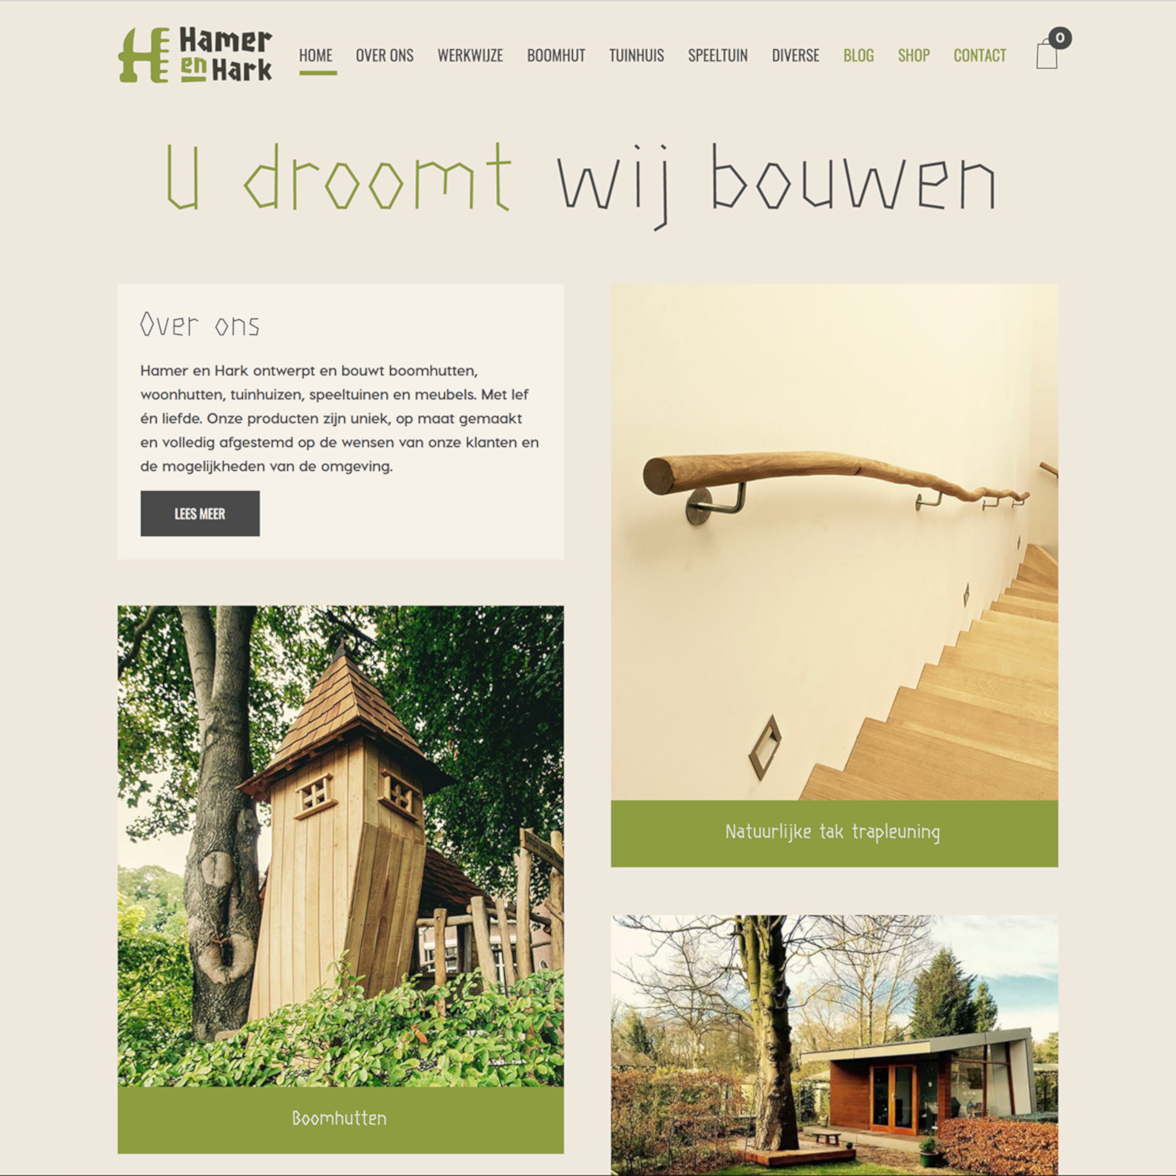 Hamer
en Hark
HOME OVER ONS WERKWIJZE BOOMHUT TUINHUIS SPEELTUIN DIVERSE BLOG SHOP CONTACT 0
U droomt wij bouwen
Over ons
Hamer en Hark ontwerpt en bouwt boomhutten,
woonhutten, tuinhuizen, speeltuinen en meubels. Met lef
én liefde. Onze producten zijn uniek, op maat gemaakt
en volledig afgestemd op de wensen van onze klanten en
de mogelijkheden van de omgeving.
LEES MEER
Natuurlijke tak trapleuning
Boomhutten